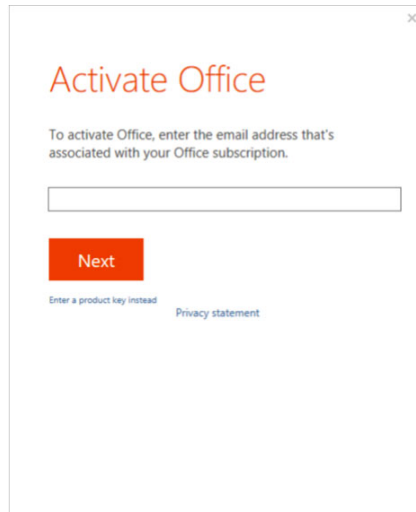 Activate Office
To activate Office, enter the email address that's
associated with your Office subscription.
Next
Enter a product key instead
Privacy statement